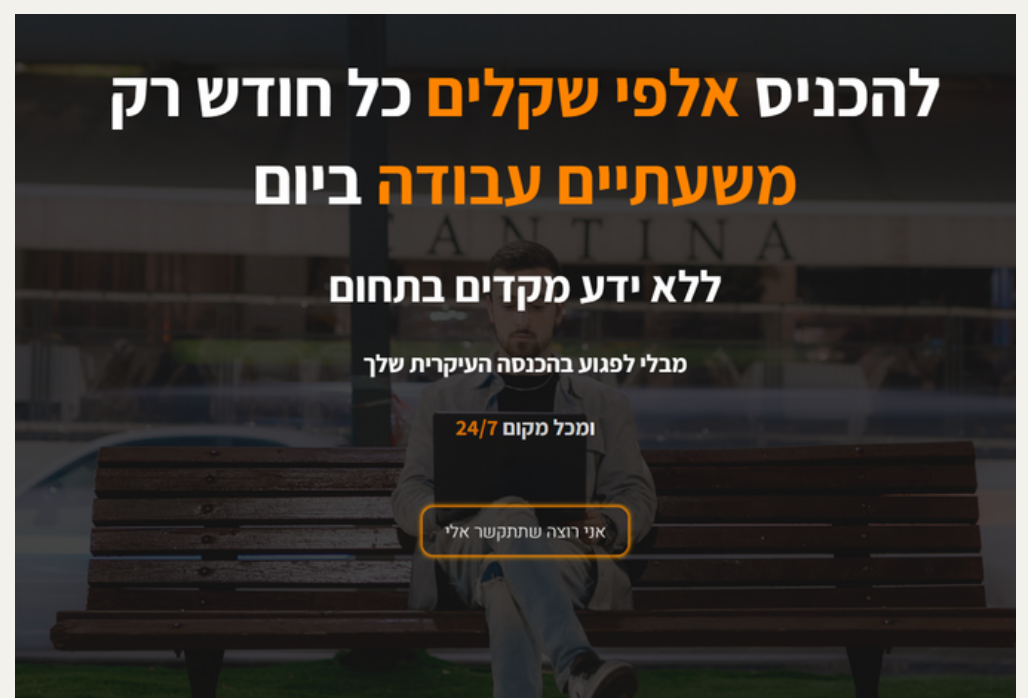 להכניס אלפי שקלים כל חודש רק
משעתיים עבודה ביום
CANTINA
ללא ידע מקדים בתחום
מבלי לפגוע בהכנסה העיקרית שלך
ומכל מקום 24/7
אני רוצה שתתקשר אלי